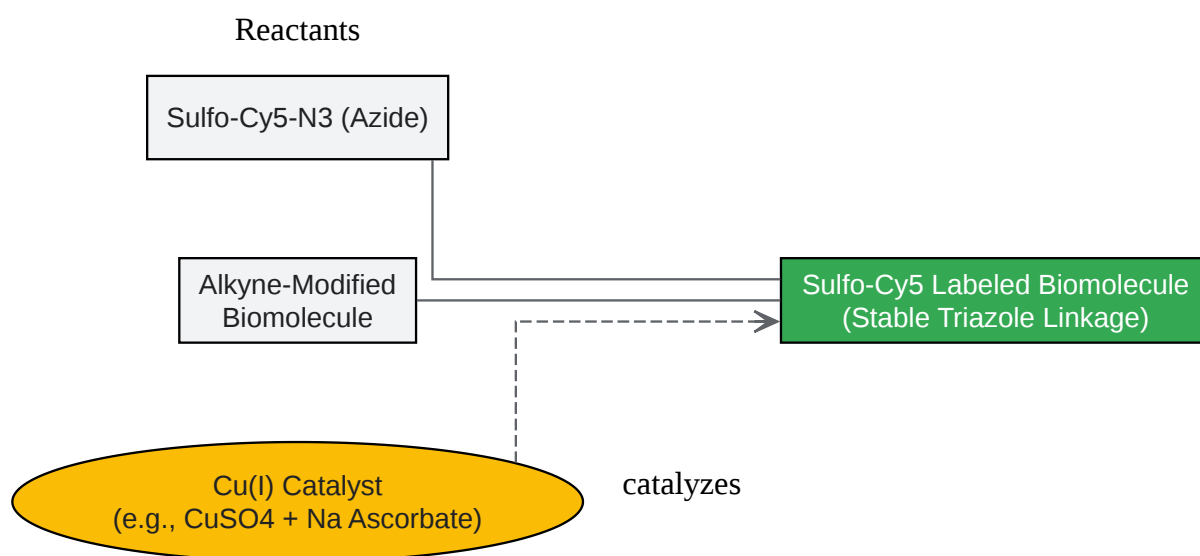 Reactants
Sulfo-Cy5-N3 (Azide)
Alkyne-Modified
Biomolecule
Sulfo-Cy5 Labeled Biomolecule
(Stable Triazole Linkage)
Cu(I) Catalyst
(e.g., CuSO4 + Na Ascorbate)
catalyzes